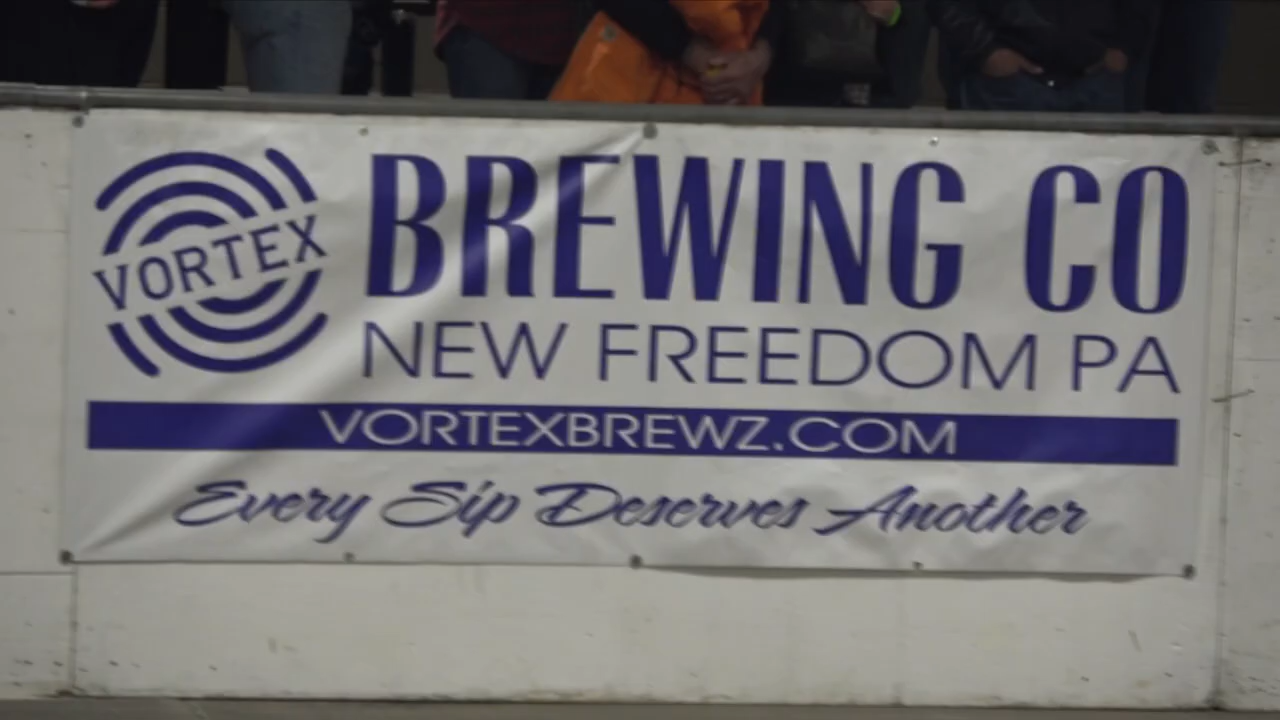 VORTEX
BREWING CO
NEW FREEDOM PA
VORTEXBREWZ.COM
Every Sip Deserves Another